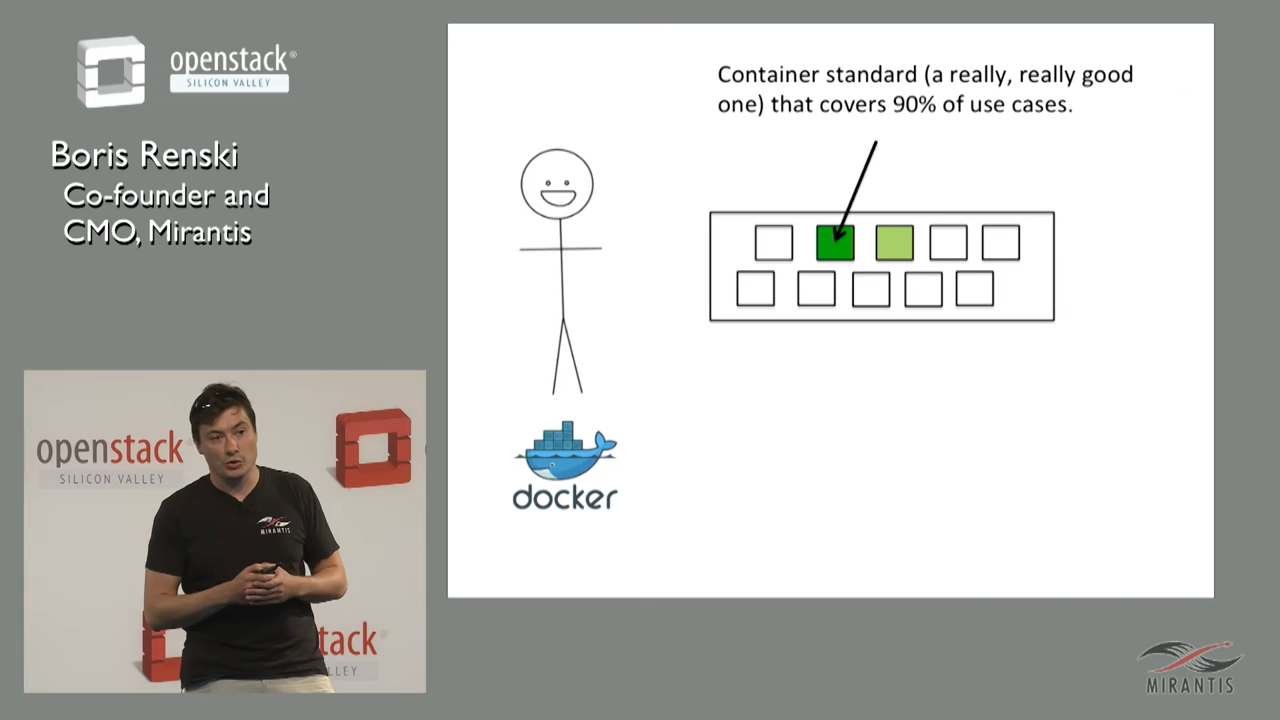 openstack®
SILICON VALLEY
Boris Renski
Co-founder and
CMO, Mirantis
Container standard (a really, really good
one) that covers 90% of use cases.
docker
openstack
SILICON VALLEY
MIRANTIS
stack
LLEY
MIRANTIS